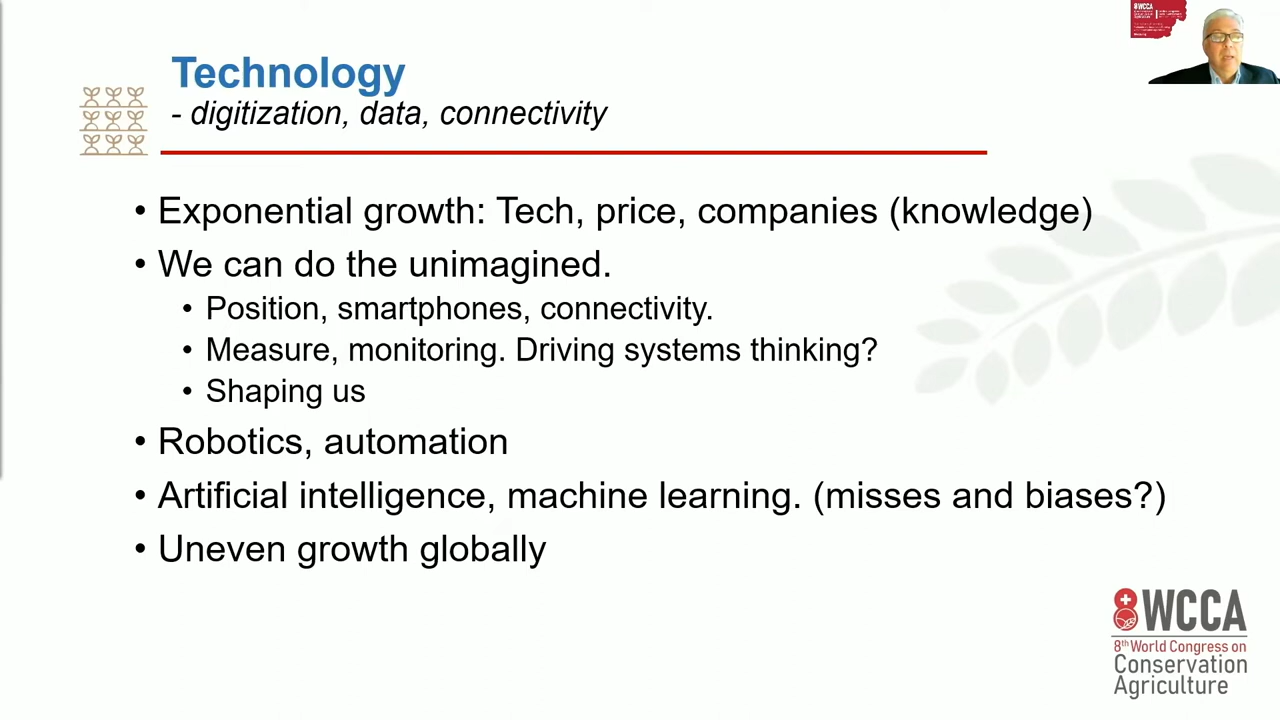 Technology
- digitization, data, connectivity
• Exponential growth: Tech, price, companies (knowledge)
• We can do the unimagined.
• Position, smartphones, connectivity.
• Measure, monitoring. Driving systems thinking?
• Shaping us
• Robotics, automation
• Artificial intelligence, machine learning. (misses and biases?)
• Uneven growth globally
8WCCA
8WCCA
8th World Congress on
Conservation
Agriculture